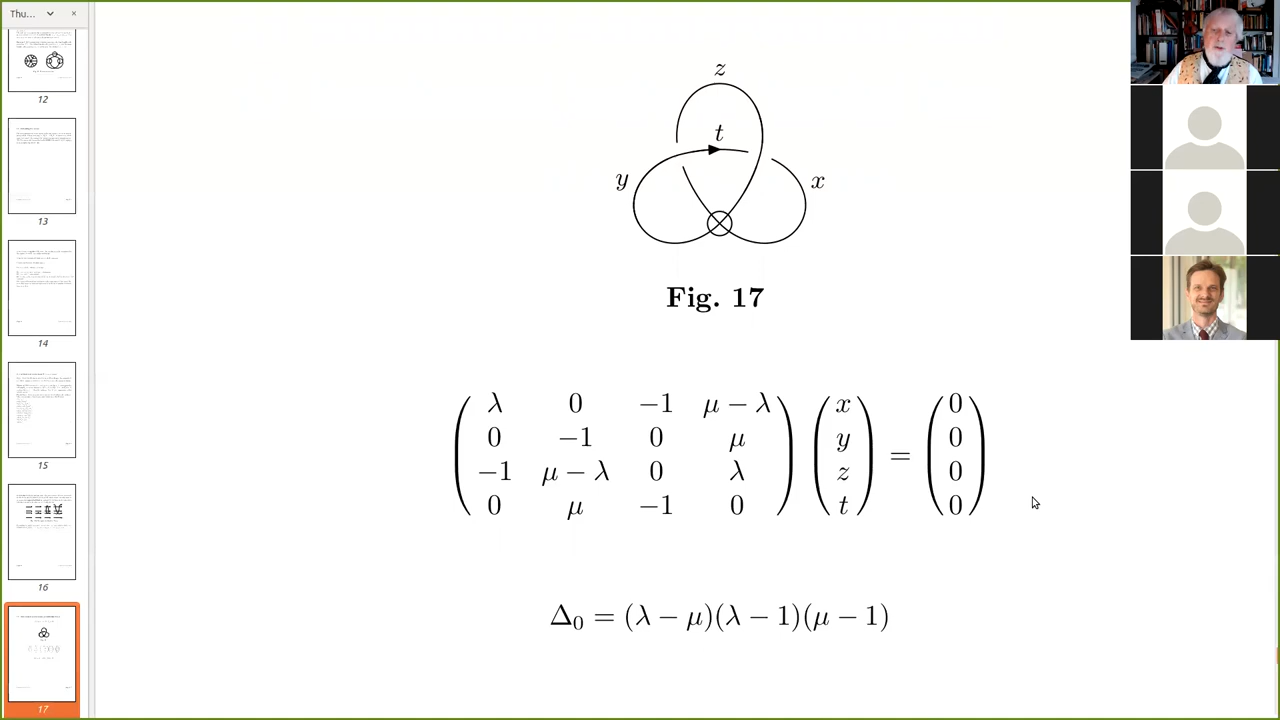 Thu...
12
13
14
15
16
17
z
t
y
x
Fig. 17
λ 0 −1 μ − λ x 0
0 −1 0 μ y 0
−1 μ − λ 0 λ z = 0
0 μ −1 0 t 0
Δ₀ = (λ − μ)(λ − 1)(μ − 1)